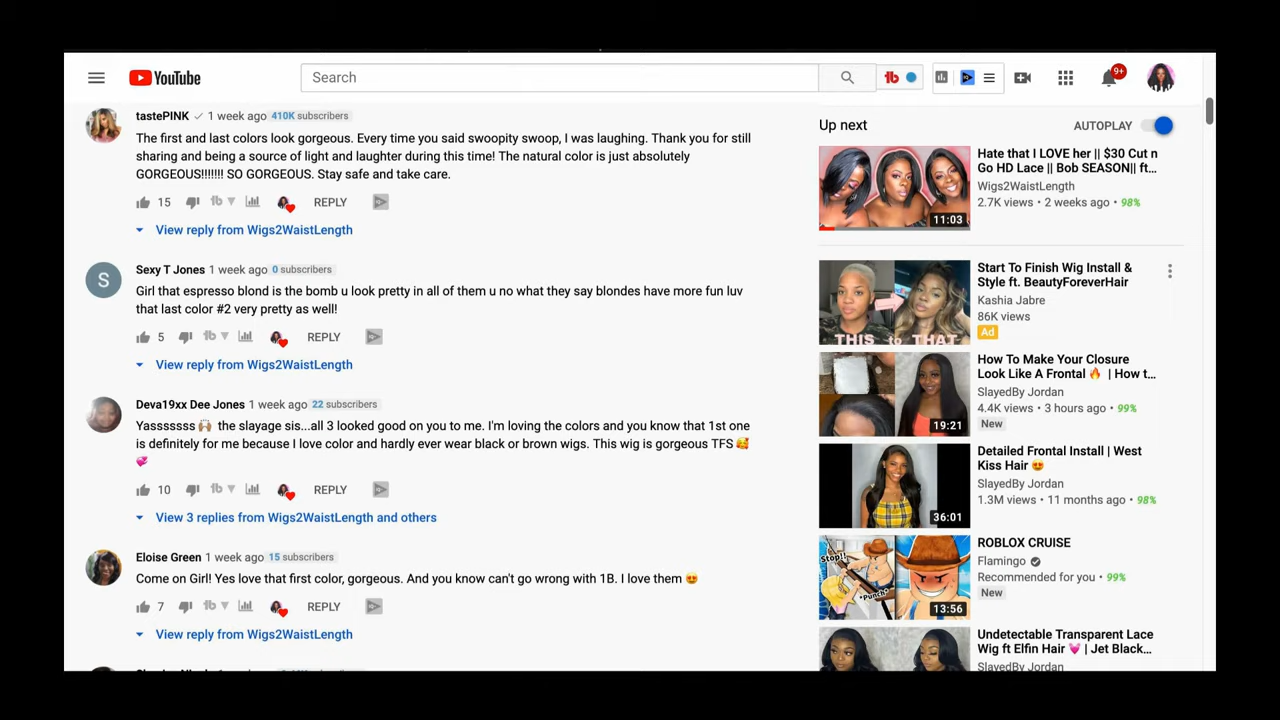 YouTube
Search
9+
tastePINK 1 week ago 410K subscribers
The first and last colors look gorgeous. Every time you said swoopity swoop, I was laughing. Thank you for still
sharing and being a source of light and laughter during this time! The natural color is just absolutely
GORGEOUS!!!!!!! SO GORGEOUS. Stay safe and take care.
15 REPLY
View reply from Wigs2WaistLength
S
Sexy T Jones 1 week ago 0 subscribers
Girl that espresso blond is the bomb u look pretty in all of them u no what they say blondes have more fun luv
that last color #2 very pretty as well!
5 REPLY
View reply from Wigs2WaistLength
Deva19xx Dee Jones 1 week ago 22 subscribers
Yasssssss 🙌🏽 the slayage sis...all 3 looked good on you to me. I'm loving the colors and you know that 1st one
is definitely for me because I love color and hardly ever wear black or brown wigs. This wig is gorgeous TFS 🥰
💞
10 REPLY
View 3 replies from Wigs2WaistLength and others
Eloise Green 1 week ago 15 subscribers
Come on Girl! Yes love that first color, gorgeous. And you know can't go wrong with 1B. I love them 😍
7 REPLY
View reply from Wigs2WaistLength
Up next
AUTOPLAY
11:03
Hate that I LOVE her || $30 Cut n
Go HD Lace || Bob SEASON|| ft...
Wigs2WaistLength
2.7K views • 2 weeks ago • 98%
THIS to THAT
Start To Finish Wig Install &
Style ft. BeautyForeverHair
Kashia Jabre
86K views
Ad
19:21
How To Make Your Closure
Look Like A Frontal 🔥 | How t...
SlayedBy Jordan
4.4K views • 3 hours ago • 99%
New
36:01
Detailed Frontal Install | West
Kiss Hair 😍
SlayedBy Jordan
1.3M views • 11 months ago • 98%
Stop!!
*Punch*
13:56
ROBLOX CRUISE
Flamingo
Recommended for you • 99%
New
Undetectable Transparent Lace
Wig ft Elfin Hair 💓 | Jet Black...
SlayedBy Jordan